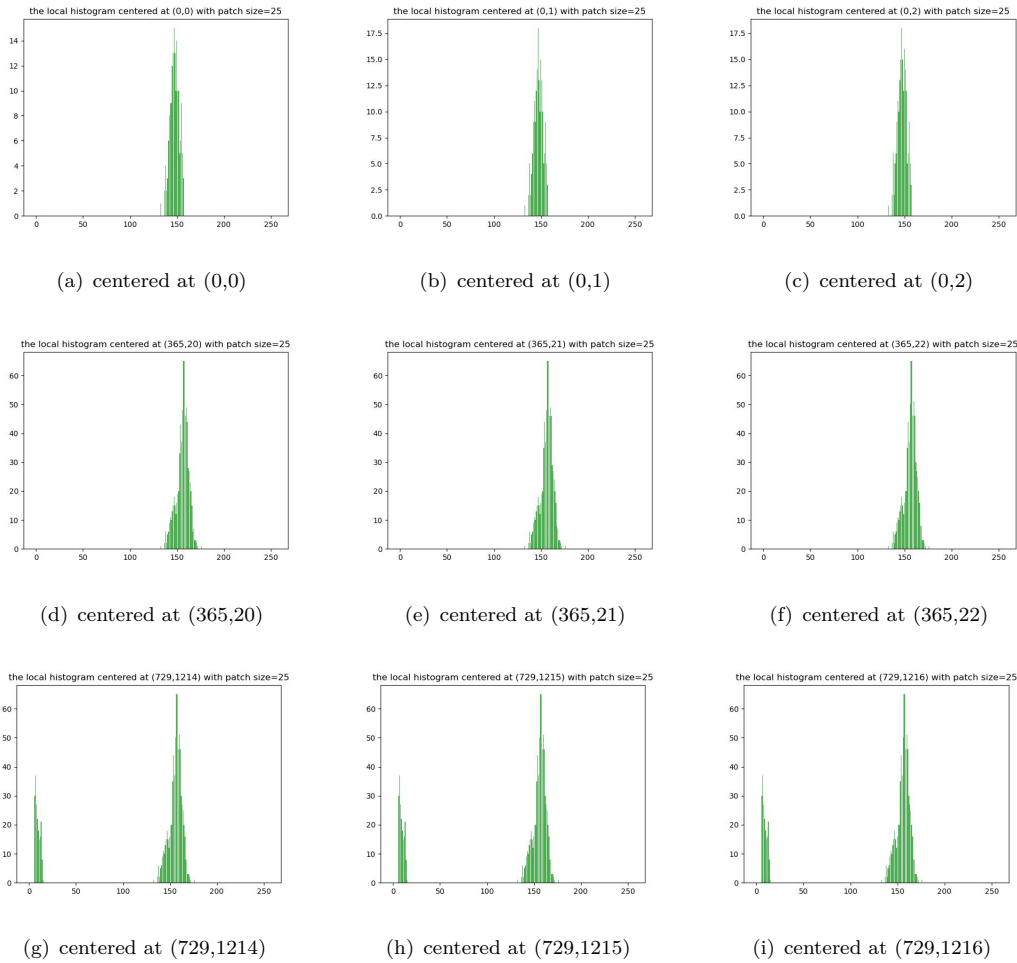 the local histogram centered at (0,0) with patch size=25
14
12
10
8
6
4
2
0
0 50 100 150 200 250
(a) centered at (0,0)
the local histogram centered at (0,1) with patch size=25
17.5
15.0
12.5
10.0
7.5
5.0
2.5
0.0
0 50 100 150 200 250
(b) centered at (0,1)
the local histogram centered at (0,2) with patch size=25
17.5
15.0
12.5
10.0
7.5
5.0
2.5
0.0
0 50 100 150 200 250
(c) centered at (0,2)
the local histogram centered at (365,20) with patch size=25
60
50
40
30
20
10
0
0 50 100 150 200 250
(d) centered at (365,20)
the local histogram centered at (365,21) with patch size=25
60
50
40
30
20
10
0
0 50 100 150 200 250
(e) centered at (365,21)
the local histogram centered at (365,22) with patch size=25
60
50
40
30
20
10
0
0 50 100 150 200 250
(f) centered at (365,22)
the local histogram centered at (729,1214) with patch size=25
60
50
40
30
20
10
0
0 50 100 150 200 250
(g) centered at (729,1214)
the local histogram centered at (729,1215) with patch size=25
60
50
40
30
20
10
0
0 50 100 150 200 250
(h) centered at (729,1215)
the local histogram centered at (729,1216) with patch size=25
60
50
40
30
20
10
0
0 50 100 150 200 250
(i) centered at (729,1216)